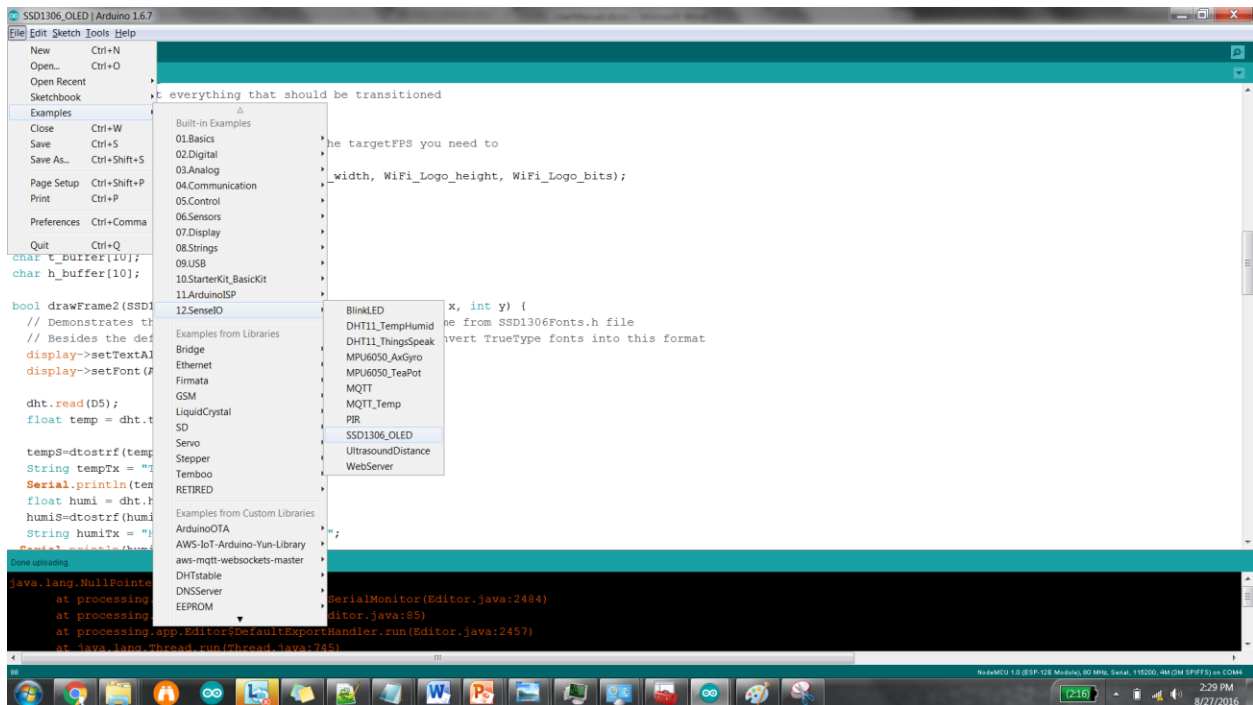 SSD1306_OLED | Arduino 1.6.7
File Edit Sketch Tools Help
New Ctrl+N
Open... Ctrl+O
Open Recent
Sketchbook
Examples
Close Ctrl+W
Save Ctrl+S
Save As... Ctrl+Shift+S
Page Setup Ctrl+Shift+P
Print Ctrl+P
Preferences Ctrl+Comma
Quit Ctrl+Q
Built-in Examples
01.Basics
02.Digital
03.Analog
04.Communication
05.Control
06.Sensors
07.Display
08.Strings
09.USB
10.StarterKit_BasicKit
11.ArduinoISP
12.SenseIO
Examples from Libraries
Bridge
Ethernet
Firmata
GSM
LiquidCrystal
SD
Servo
Stepper
Temboo
RETIRED
Examples from Custom Libraries
ArduinoOTA
AWS-IoT-Arduino-Yun-Library
aws-mqtt-websockets-master
DHTstable
DNSServer
EEPROM
BlinkLED
DHT11_TempHumid
DHT11_ThingsSpeak
MPU6050_AxGyro
MPU6050_TeaPot
MQTT
MQTT_Temp
PIR
SSD1306_OLED
UltrasoundDistance
WebServer
t everything that should be transitioned
he targetFPS you need to
_width, WiFi_Logo_height, WiFi_Logo_bits);
char t_buffer[10];
char h_buffer[10];
bool drawFrame2(SSD1 x, int y) {
// Demonstrates th me from SSD1306Fonts.h file
// Besides the def nvert TrueType fonts into this format
display->setTextAl
display->setFont(A
dht.read(D5);
float temp = dht.t
tempS=dtostrf(temp
String tempTx = "T
Serial.println(tem
float humi = dht.h
humiS=dtostrf(humi
String humiTx = "H ";
Serial.println(humi
Done uploading.
java.lang.NullPointe
at processing. SerialMonitor(Editor.java:2484)
at processing. ditor.java:85)
at processing.app.Editor$DefaultExportHandler.run(Editor.java:2457)
at java.lang.Thread.run(Thread.java:745)
NodeMCU 1.0 (ESP-12E Module), 80 MHz, Serial, 115200, 4M (3M SPIFFS) on COM4
(2:16)
2:29 PM
8/27/2016